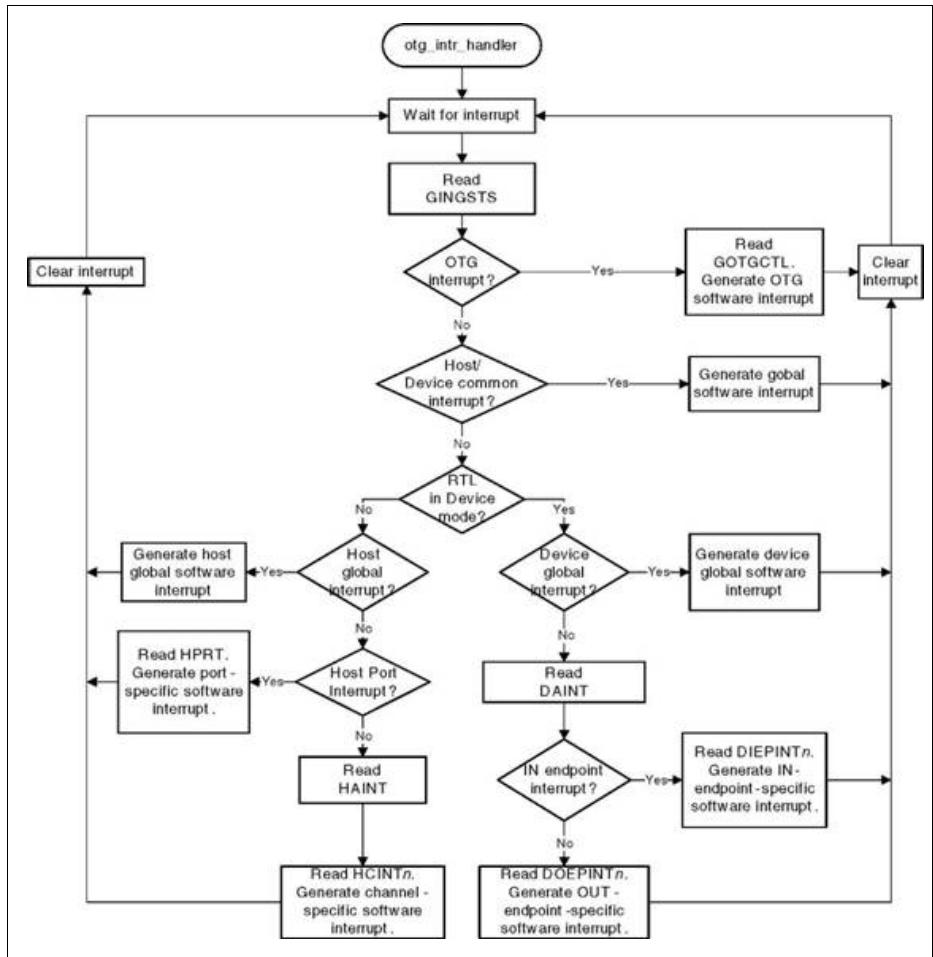 otg_intr_handler
Wait for interrupt
Read
GINGSTS
Clear interrupt
OTG
interrupt?
Yes
Read
GOTGCTL.
Generate OTG
software interrupt
Clear
interrupt
No
Host/
Device common
interrupt?
Yes
Generate gobal
software interrupt
No
RTL
in Device
mode?
No
Yes
Generate host
global software
interrupt
Yes
Host
global
interrupt?
Device
global
interrupt?
Yes
Generate device
global software
interrupt
No
No
Read HPRT.
Generate port-
specific software
interrupt.
Yes
Host Port
Interrupt?
Read
DAINT
No
Read
HAINT
IN endpoint
interrupt?
Yes
Read DIEPINTn.
Generate IN-
endpoint-specific
software interrupt.
No
Read HCINTn.
Generate channel-
specific software
interrupt.
Read DOEPINTn.
Generate OUT-
endpoint-specific
software interrupt.